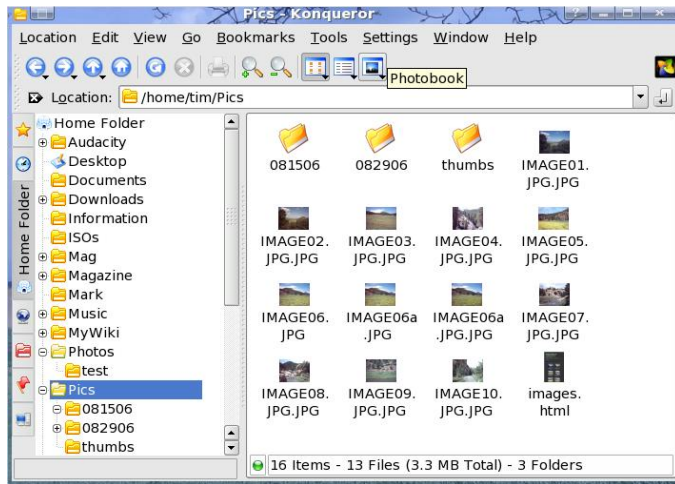 Pics - Konqueror
Location Edit View Go Bookmarks Tools Settings Window Help
Photobook
Location: /home/tim/Pics
Home Folder
Home Folder
Audacity
Desktop
Documents
Downloads
Information
ISOs
Mag
Magazine
Mark
Music
MyWiki
Photos
test
Pics
081506
082906
thumbs
081506 082906 thumbs IMAGE01.
JPG.JPG
IMAGE02. IMAGE03. IMAGE04. IMAGE05.
JPG.JPG JPG.JPG JPG.JPG JPG.JPG
IMAGE06. IMAGE06a IMAGE06a IMAGE07.
JPG .JPG .JPG.JPG JPG.JPG
IMAGE08. IMAGE09. IMAGE10. images.
JPG.JPG JPG.JPG JPG.JPG html
16 Items - 13 Files (3.3 MB Total) - 3 Folders